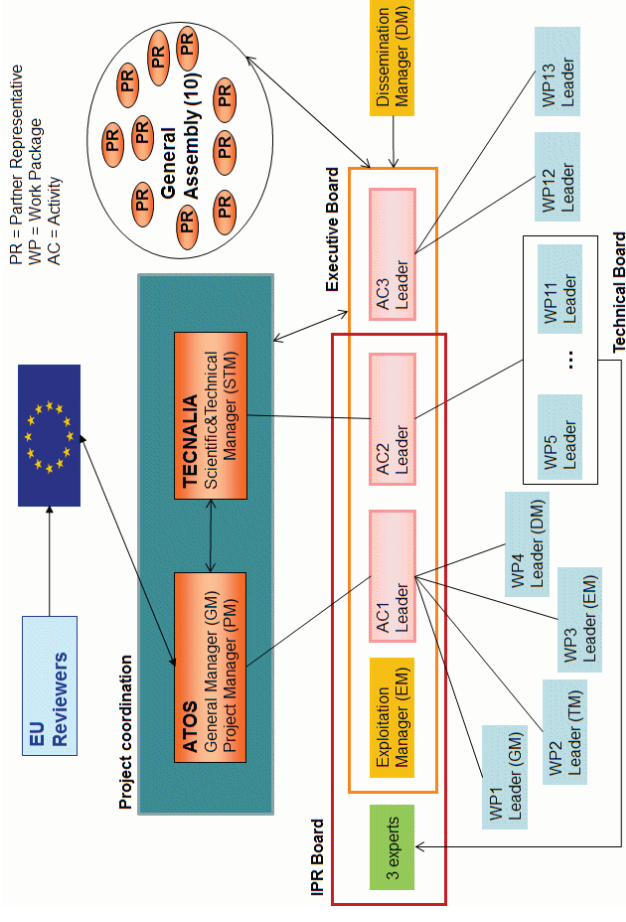 PR = Partner Representative
WP = Work Package
AC = Activity
EU
Reviewers
Project coordination
ATOS
General Manager (GM)
Project Manager (PM)
TECNALIA
Scientific&Technical
Manager (STM)
PR
PR
PR
PR
PR
PR
General
Assembly (10)
PR
PR
PR
PR
IPR Board
Executive Board
3 experts
Exploitation
Manager (EM)
AC1
Leader
AC2
Leader
AC3
Leader
Dissemination
Manager (DM)
WP1
Leader (GM)
WP2
Leader (TM)
WP3
Leader (EM)
WP4
Leader (DM)
WP5
Leader
...
WP11
Leader
WP12
Leader
WP13
Leader
Technical Board